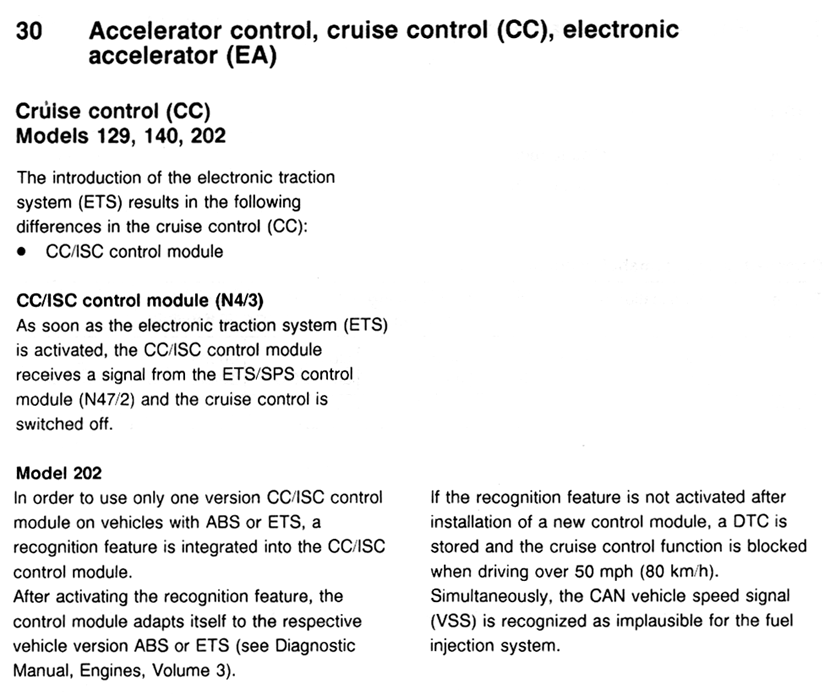 30 Accelerator control, cruise control (CC), electronic
accelerator (EA)
Cruise control (CC)
Models 129, 140, 202
The introduction of the electronic traction
system (ETS) results in the following
differences in the cruise control (CC):
● CC/ISC control module
CC/ISC control module (N4/3)
As soon as the electronic traction system (ETS)
is activated, the CC/ISC control module
receives a signal from the ETS/SPS control
module (N47/2) and the cruise control is
switched off.
Model 202
In order to use only one version CC/ISC control
module on vehicles with ABS or ETS, a
recognition feature is integrated into the CC/ISC
control module.
After activating the recognition feature, the
control module adapts itself to the respective
vehicle version ABS or ETS (see Diagnostic
Manual, Engines, Volume 3).
If the recognition feature is not activated after
installation of a new control module, a DTC is
stored and the cruise control function is blocked
when driving over 50 mph (80 km/h).
Simultaneously, the CAN vehicle speed signal
(VSS) is recognized as implausible for the fuel
injection system.